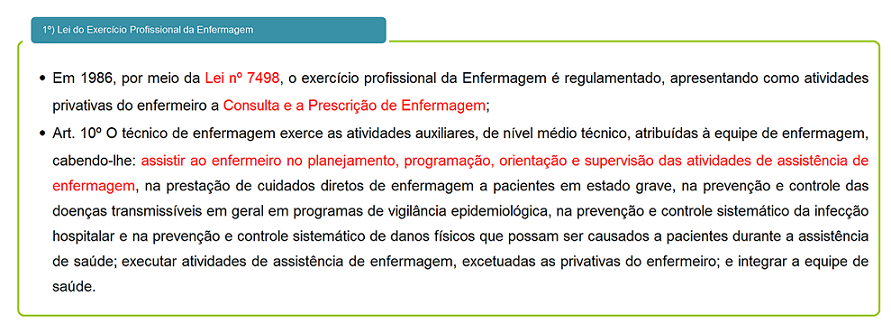 1º) Lei do Exercício Profissional da Enfermagem
• Em 1986, por meio da Lei nº 7498, o exercício profissional da Enfermagem é regulamentado, apresentando como atividades
privativas do enfermeiro a Consulta e a Prescrição de Enfermagem;
• Art. 10º O técnico de enfermagem exerce as atividades auxiliares, de nível médio técnico, atribuídas à equipe de enfermagem,
cabendo-lhe: assistir ao enfermeiro no planejamento, programação, orientação e supervisão das atividades de assistência de
enfermagem, na prestação de cuidados diretos de enfermagem a pacientes em estado grave, na prevenção e controle das
doenças transmissíveis em geral em programas de vigilância epidemiológica, na prevenção e controle sistemático da infecção
hospitalar e na prevenção e controle sistemático de danos físicos que possam ser causados a pacientes durante a assistência
de saúde; executar atividades de assistência de enfermagem, excetuadas as privativas do enfermeiro; e integrar a equipe de
saúde.